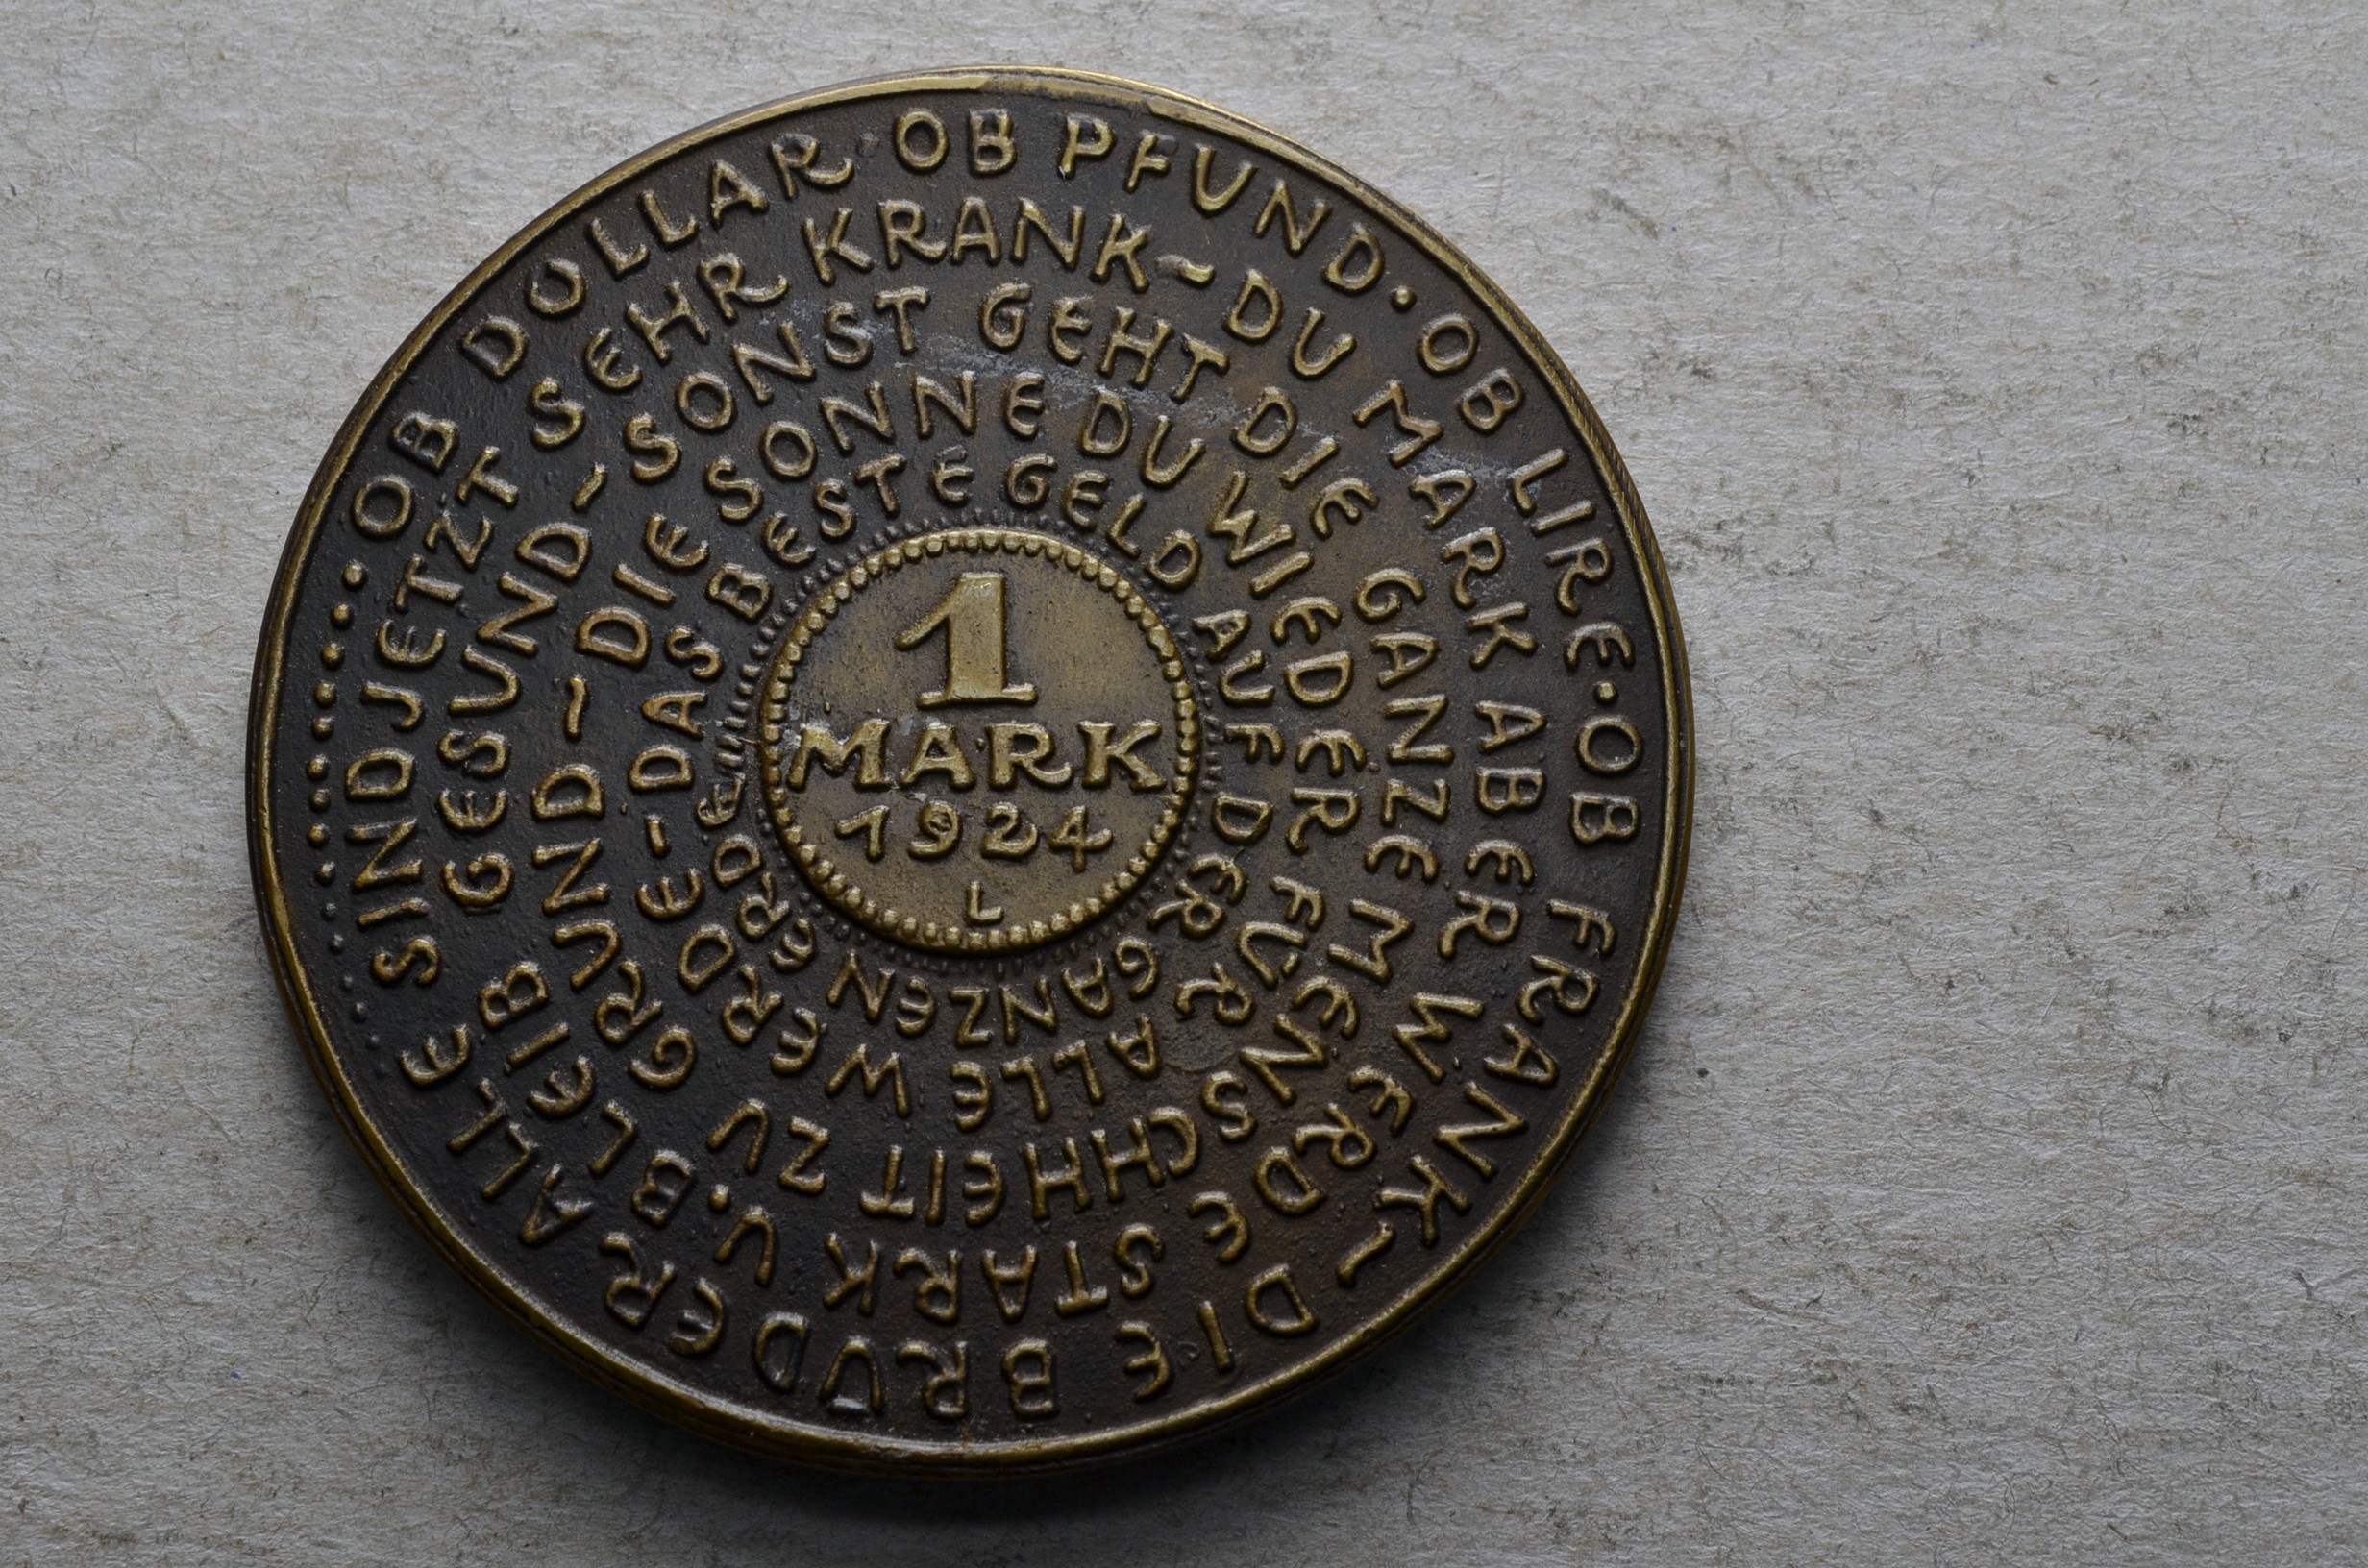 ·OB DOLLAR·OB PFUND·OB LIRE·OB FRANK~
DIE BRÜDER ALLE SIND JETZT SEHR KRANK~
DU MARK ABER WERDE STARK U. BLEIB GESUND~
SONST GEHT DIE GANZE MENSCHHEIT ZU GRUND~
DIE SONNE DU WIEDER FÜR ALLE WERDE-
DAS BESTE GELD AUF DER GANZEN ERDE
1
MARK
1924
L